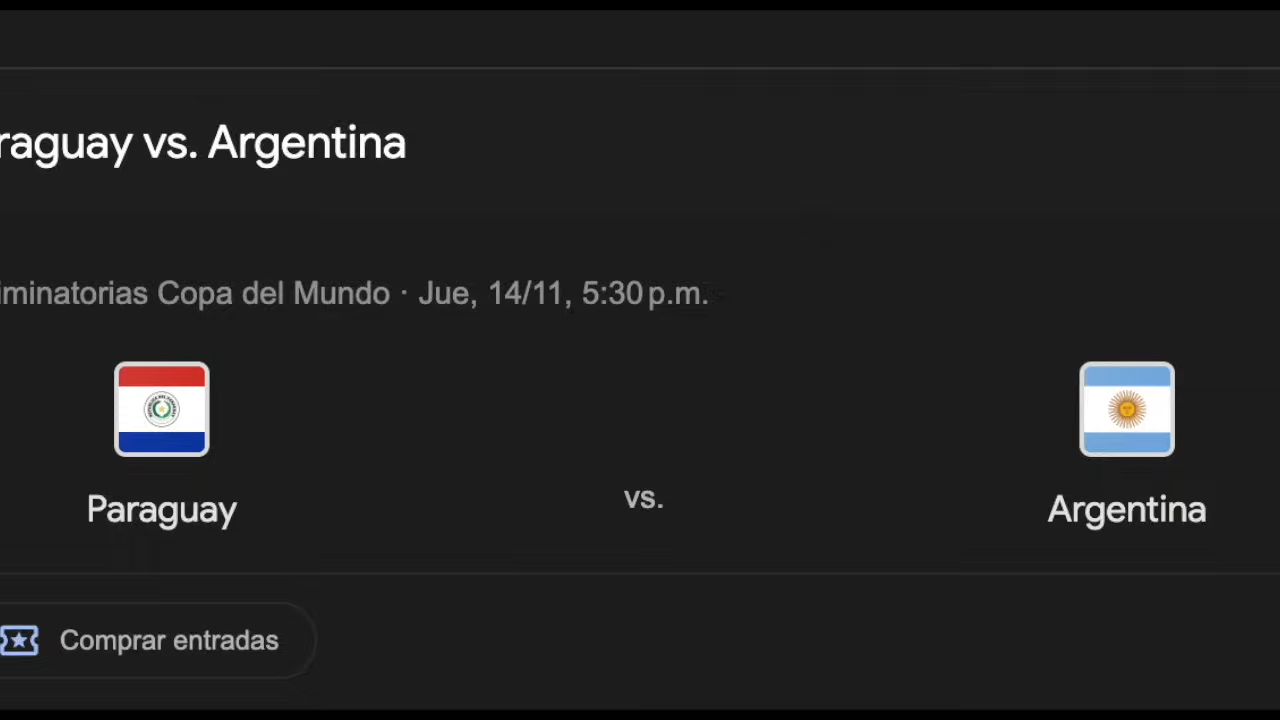 raguay vs. Argentina
iminatorias Copa del Mundo · Jue, 14/11, 5:30 p.m.
Paraguay
vs.
Argentina
Comprar entradas